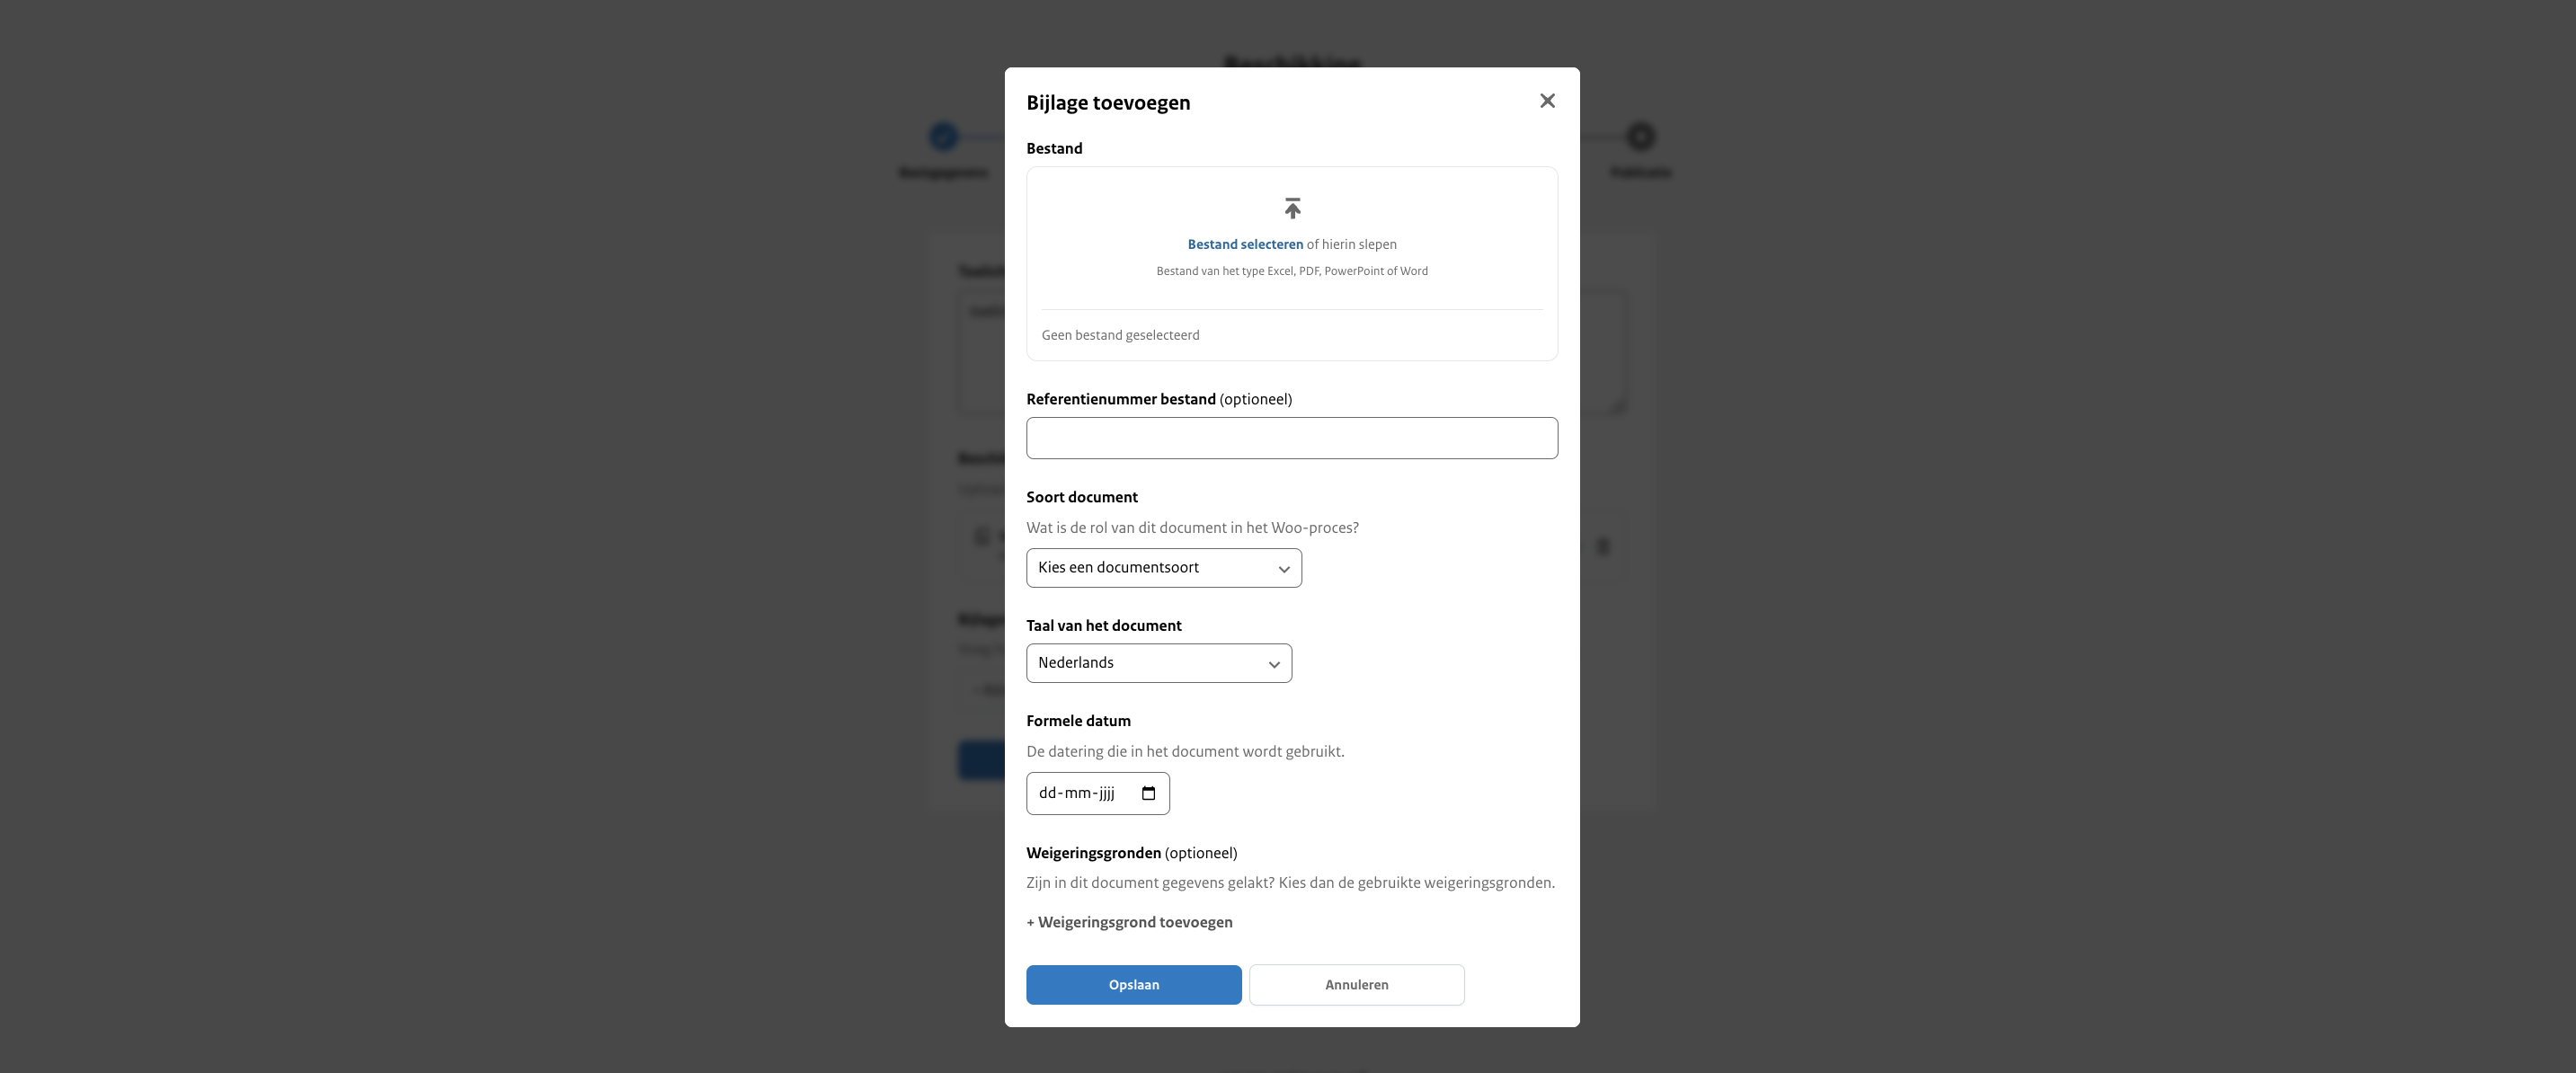 Bijlage toevoegen
Bestand
Bestand selecteren of hierin slepen
Bestand van het type Excel, PDF, PowerPoint of Word
Geen bestand geselecteerd
Referentienummer bestand (optioneel)
Soort document
Wat is de rol van dit document in het Woo-proces?
Kies een documentsoort
Taal van het document
Nederlands
Formele datum
De datering die in het document wordt gebruikt.
dd-mm-jjjj
Weigeringsgronden (optioneel)
Zijn in dit document gegevens gelakt? Kies dan de gebruikte weigeringsgronden.
+ Weigeringsgrond toevoegen
Opslaan
Annuleren